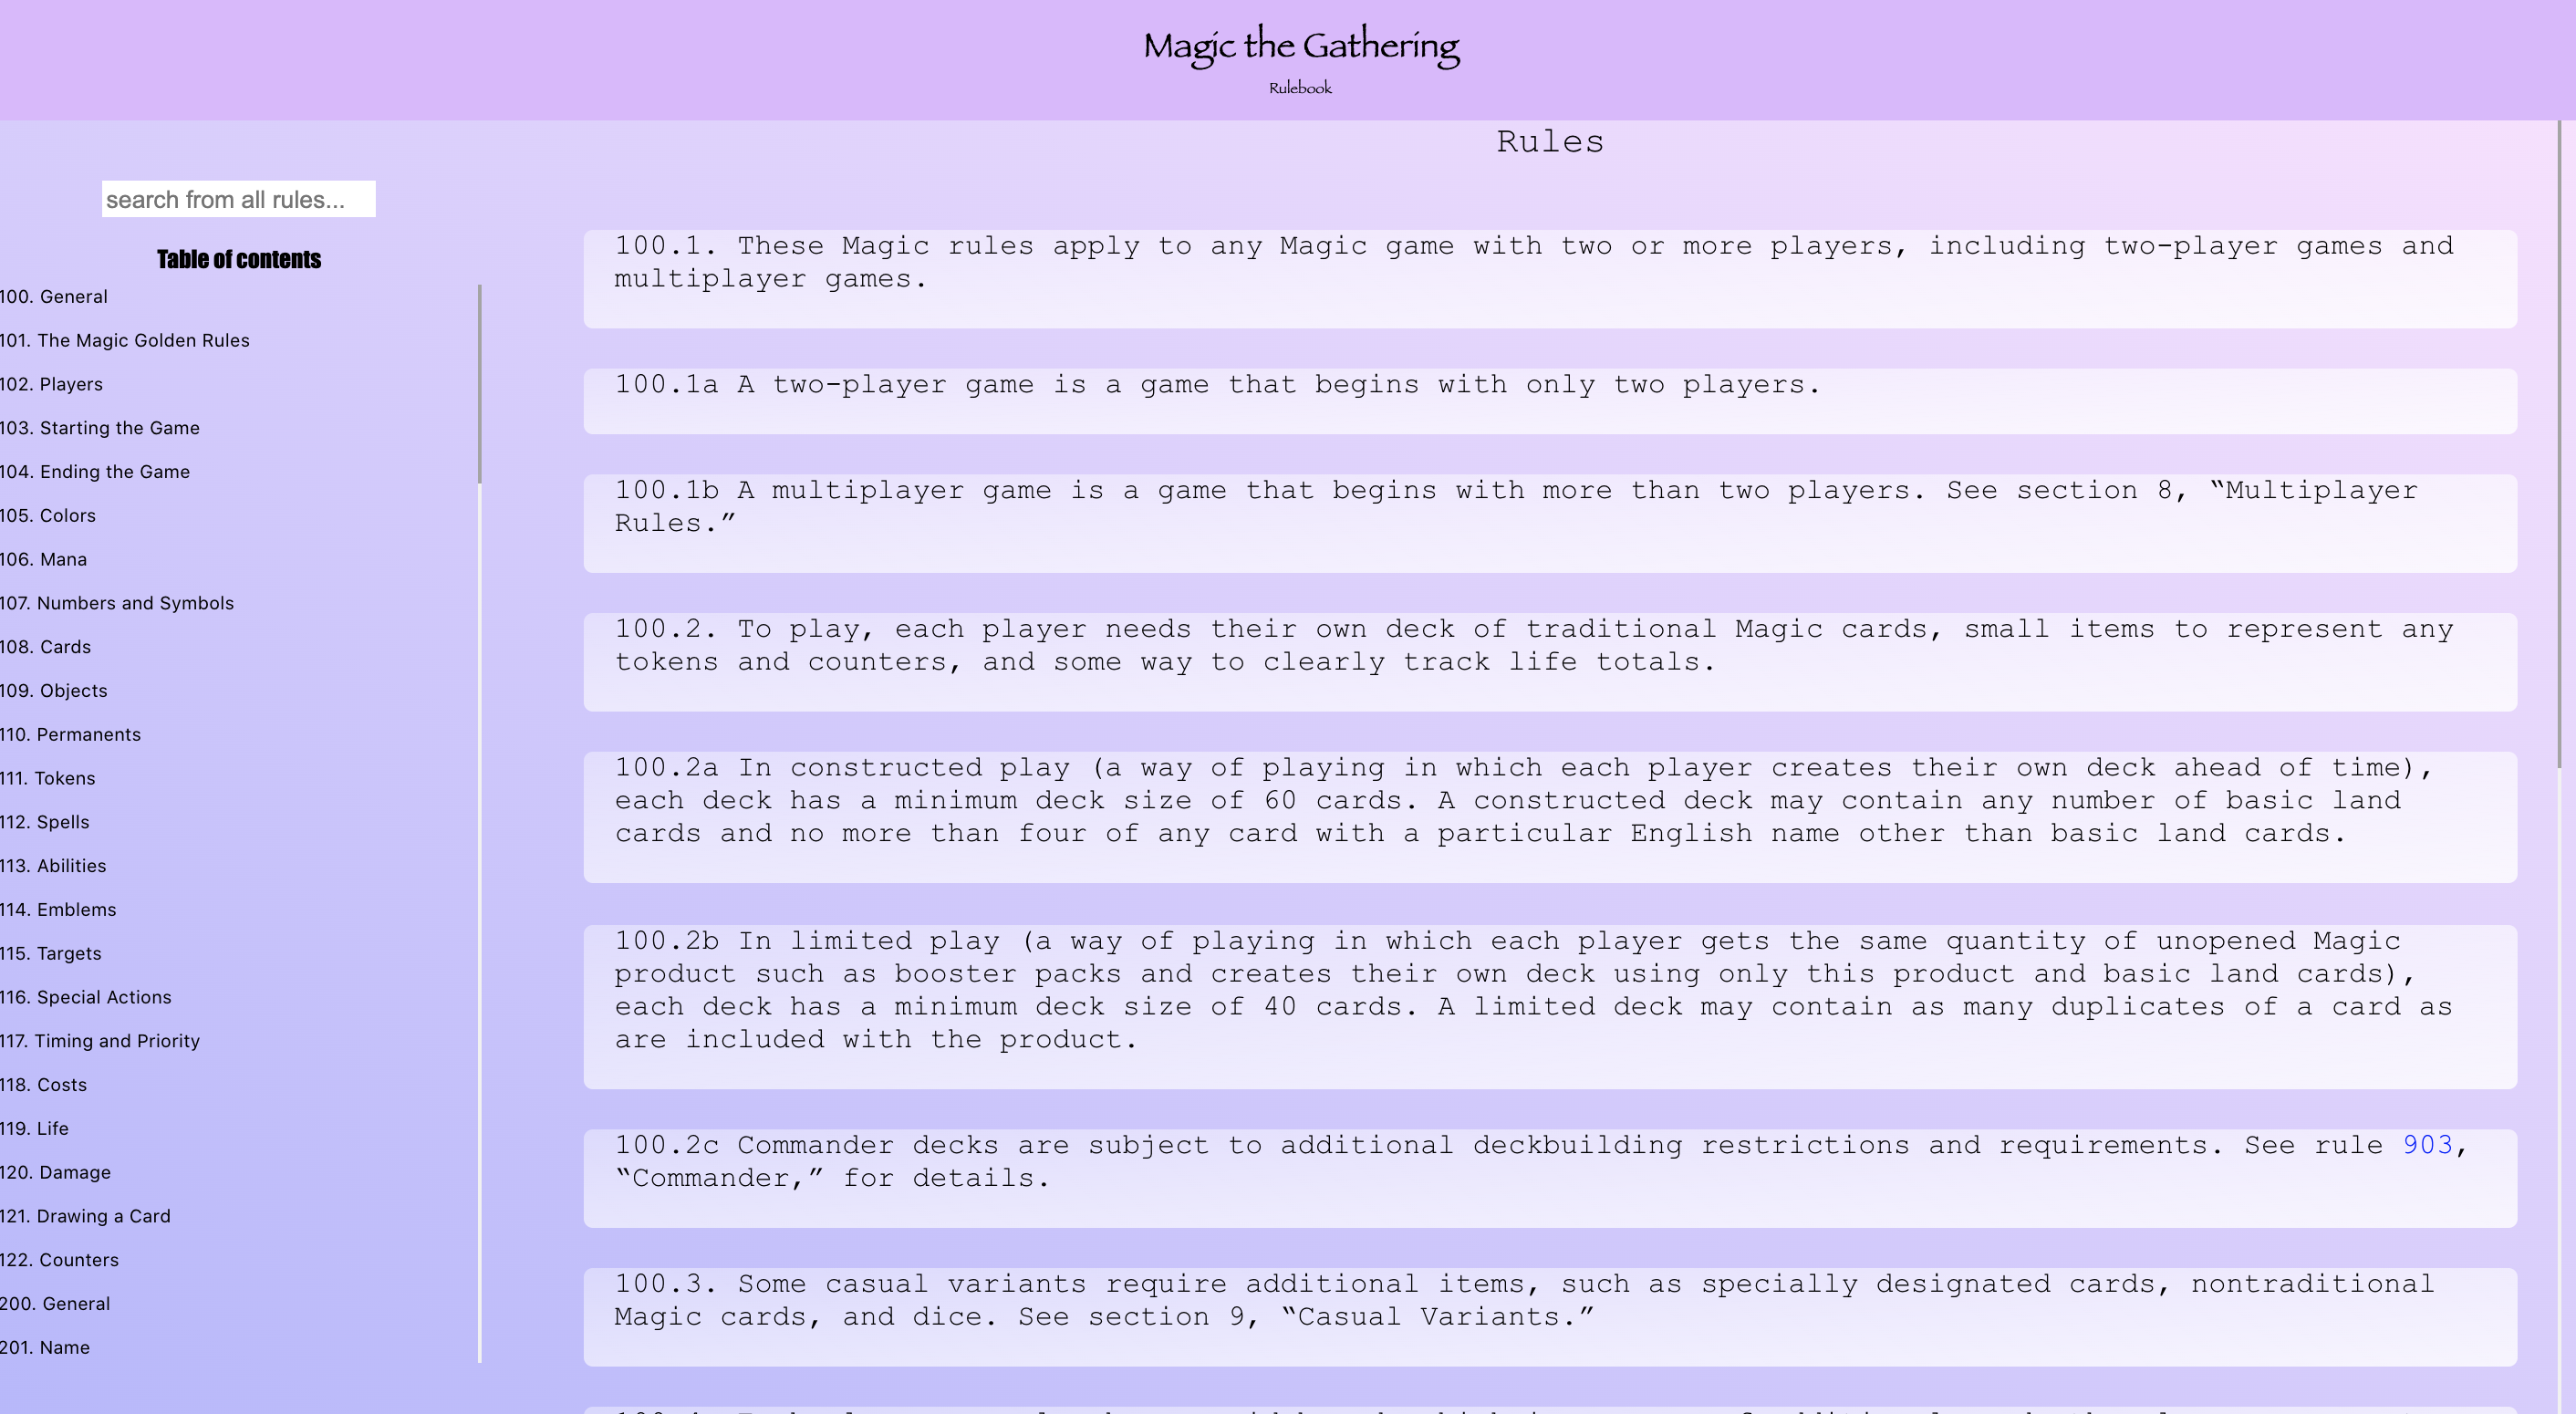 Magic the Gathering
Rulebook
search from all rules...
Table of contents
100. General
101. The Magic Golden Rules
102. Players
103. Starting the Game
104. Ending the Game
105. Colors
106. Mana
107. Numbers and Symbols
108. Cards
109. Objects
110. Permanents
111. Tokens
112. Spells
113. Abilities
114. Emblems
115. Targets
116. Special Actions
117. Timing and Priority
118. Costs
119. Life
120. Damage
121. Drawing a Card
122. Counters
200. General
201. Name
Rules
100.1. These Magic rules apply to any Magic game with two or more players, including two-player games and
multiplayer games.
100.1a A two-player game is a game that begins with only two players.
100.1b A multiplayer game is a game that begins with more than two players. See section 8, “Multiplayer
Rules.”
100.2. To play, each player needs their own deck of traditional Magic cards, small items to represent any
tokens and counters, and some way to clearly track life totals.
100.2a In constructed play (a way of playing in which each player creates their own deck ahead of time),
each deck has a minimum deck size of 60 cards. A constructed deck may contain any number of basic land
cards and no more than four of any card with a particular English name other than basic land cards.
100.2b In limited play (a way of playing in which each player gets the same quantity of unopened Magic
product such as booster packs and creates their own deck using only this product and basic land cards),
each deck has a minimum deck size of 40 cards. A limited deck may contain as many duplicates of a card as
are included with the product.
100.2c Commander decks are subject to additional deckbuilding restrictions and requirements. See rule 903,
“Commander,” for details.
100.3. Some casual variants require additional items, such as specially designated cards, nontraditional
Magic cards, and dice. See section 9, “Casual Variants.”